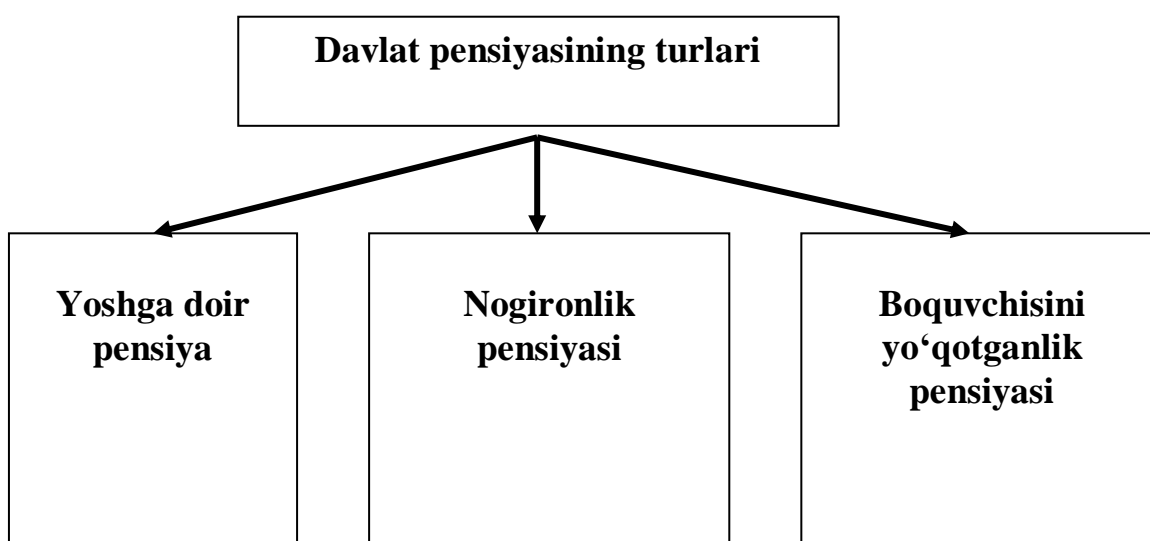 Davlat pensiyasining turlari
Yoshga doir
pensiya
Nogironlik
pensiyasi
Boquvchisini
yo‘qotganlik
pensiyasi